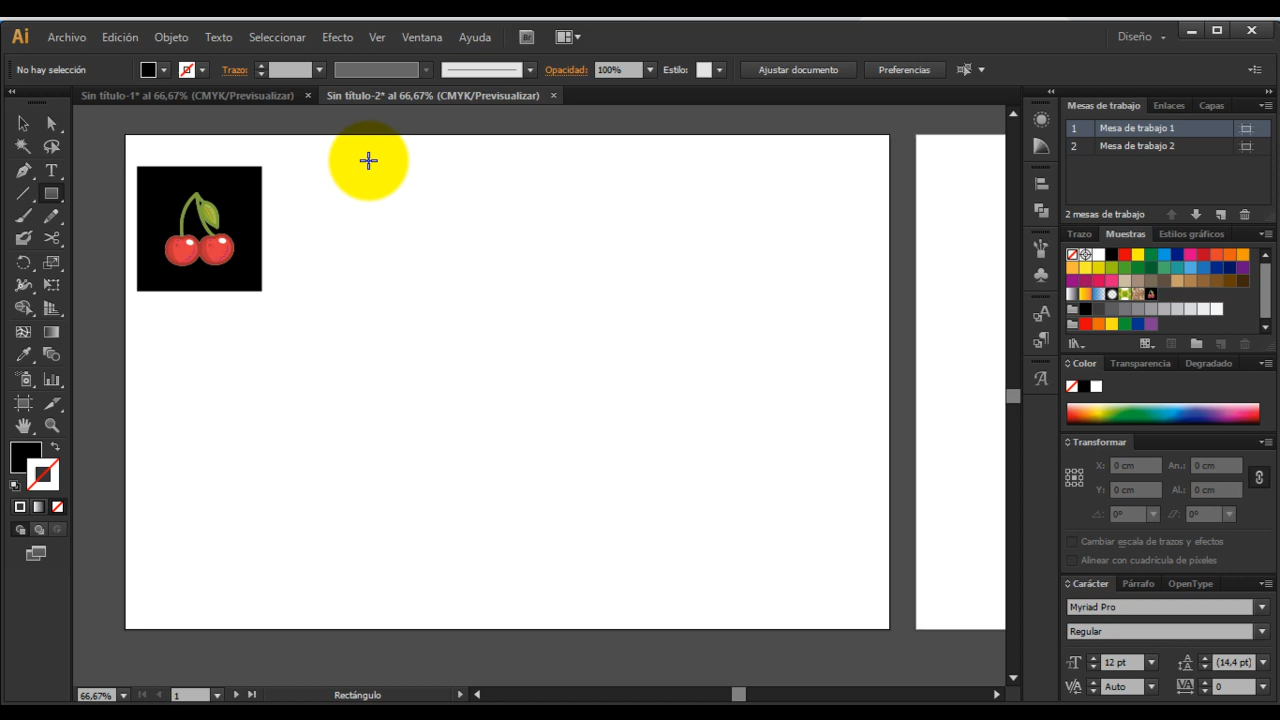 Ai Archivo Edición Objeto Texto Seleccionar Efecto Ver Ventana Ayuda Br Diseño
No hay selección Trazo: Opacidad: 100% Estilo: Ajustar documento Preferencias
Sin título-1* al 66,67% (CMYK/Previsualizar) × Sin título-2* al 66,67% (CMYK/Previsualizar) ×
Mesas de trabajo Enlaces Capas
1 Mesa de trabajo 1
2 Mesa de trabajo 2
2 mesas de trabajo
Trazo Muestras Estilos gráficos
Color Transparencia Degradado
Transformar
X: 0 cm An.: 0 cm
Y: 0 cm Al.: 0 cm
0° 0°
Cambiar escala de trazos y efectos
Alinear con cuadrícula de píxeles
Carácter Párrafo OpenType
Myriad Pro
Regular
12 pt (14,4 pt)
Auto 0
66,67% 1 Rectángulo